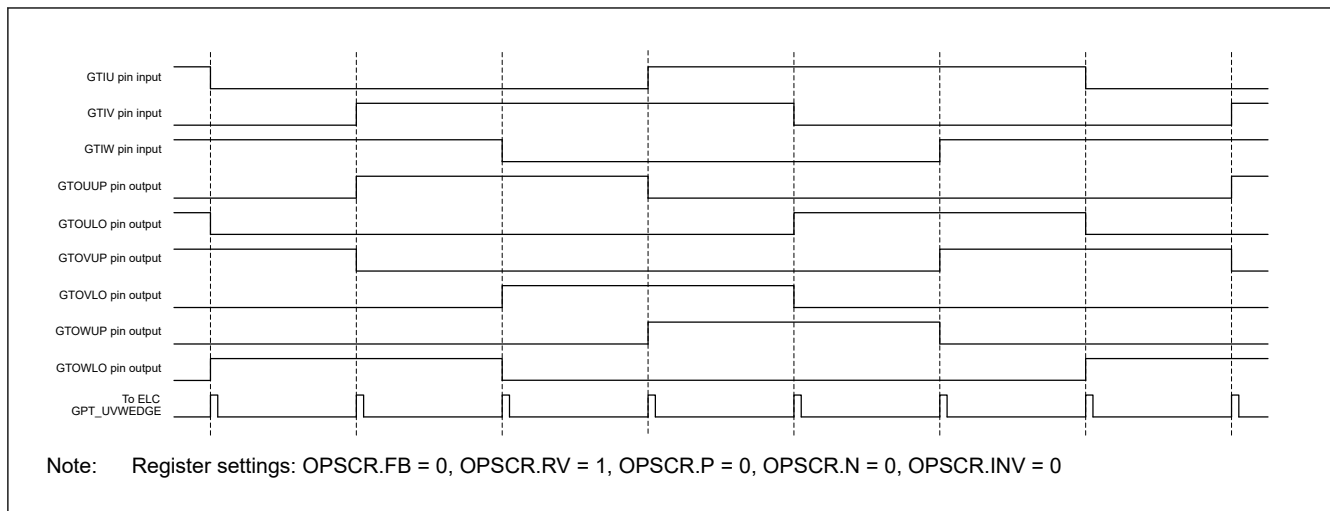 GTIU pin input
GTIV pin input
GTIW pin input
GTOUUP pin output
GTOULO pin output
GTOVUP pin output
GTOVLO pin output
GTOWUP pin output
GTOWLO pin output
To ELC
GPT_UVWEDGE
Note: Register settings: OPSCR.FB = 0, OPSCR.RV = 1, OPSCR.P = 0, OPSCR.N = 0, OPSCR.INV = 0